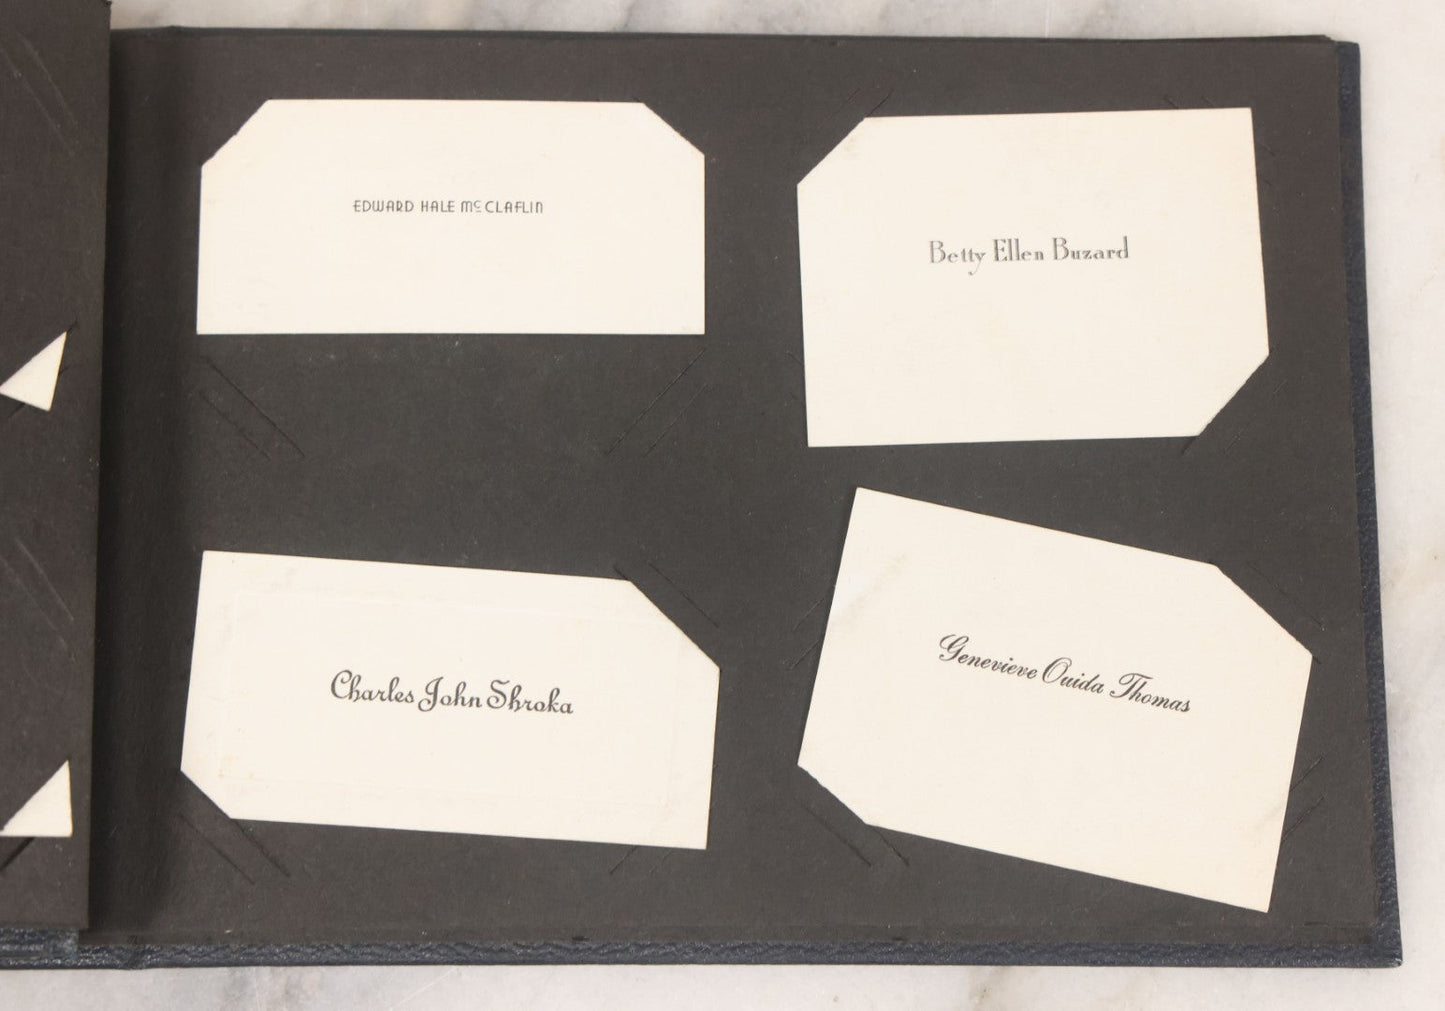 EDWARD HALE McCLAFLIN
Betty Ellen Buzard
Charles John Shroka
Genevieve Ouida Thomas